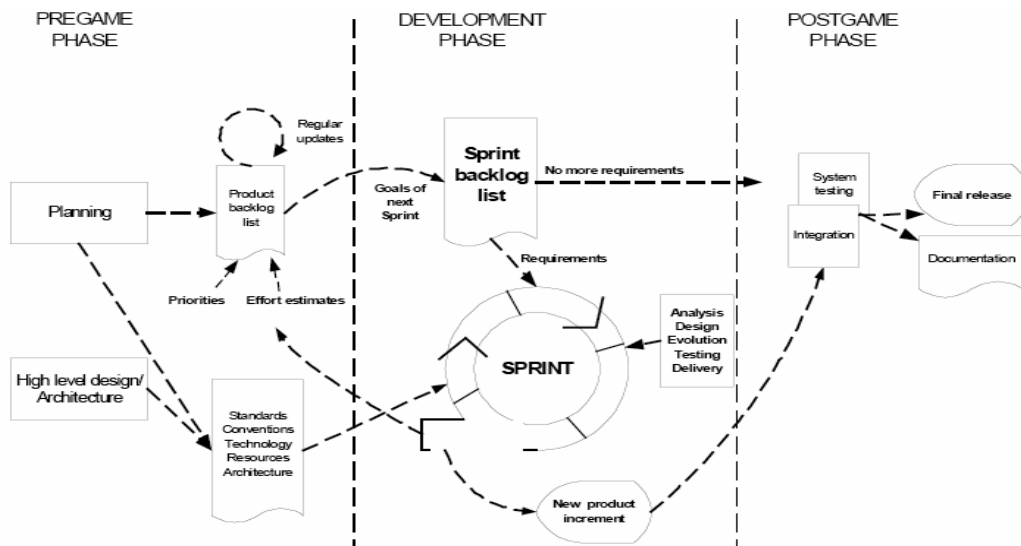 PREGAME
PHASE
DEVELOPMENT
PHASE
POSTGAME
PHASE
Regular
updates
Planning
Product
backlog
list
Goals of
next
Sprint
Sprint
backlog
list
No more requirements
System
testing
Final release
Integration
Documentation
Priorities
Effort estimates
Requirements
Analysis
Design
Evolution
Testing
Delivery
SPRINT
High level design/
Architecture
Standards
Conventions
Technology
Resources
Architecture
New product
increment